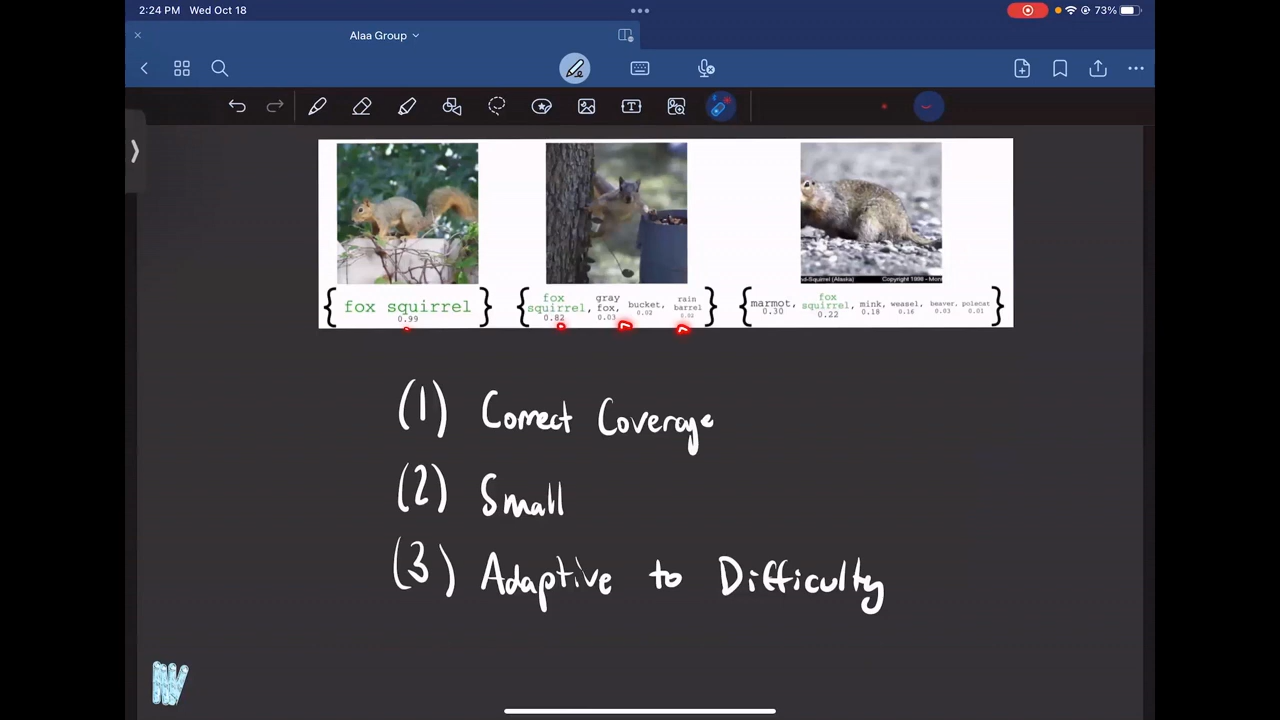 2:24 PM Wed Oct 18
73%
Alaa Group
fox squirrel
0.99
fox squirrel, gray fox, bucket, rain barrel
0.82 0.03 0.02 0.02
marmot, fox squirrel, mink, weasel, beaver, polecat
0.30 0.22 0.18 0.16 0.03 0.01
Copyright 1998
(1) Correct Coverage
(2) Small
(3) Adaptive to Difficulty